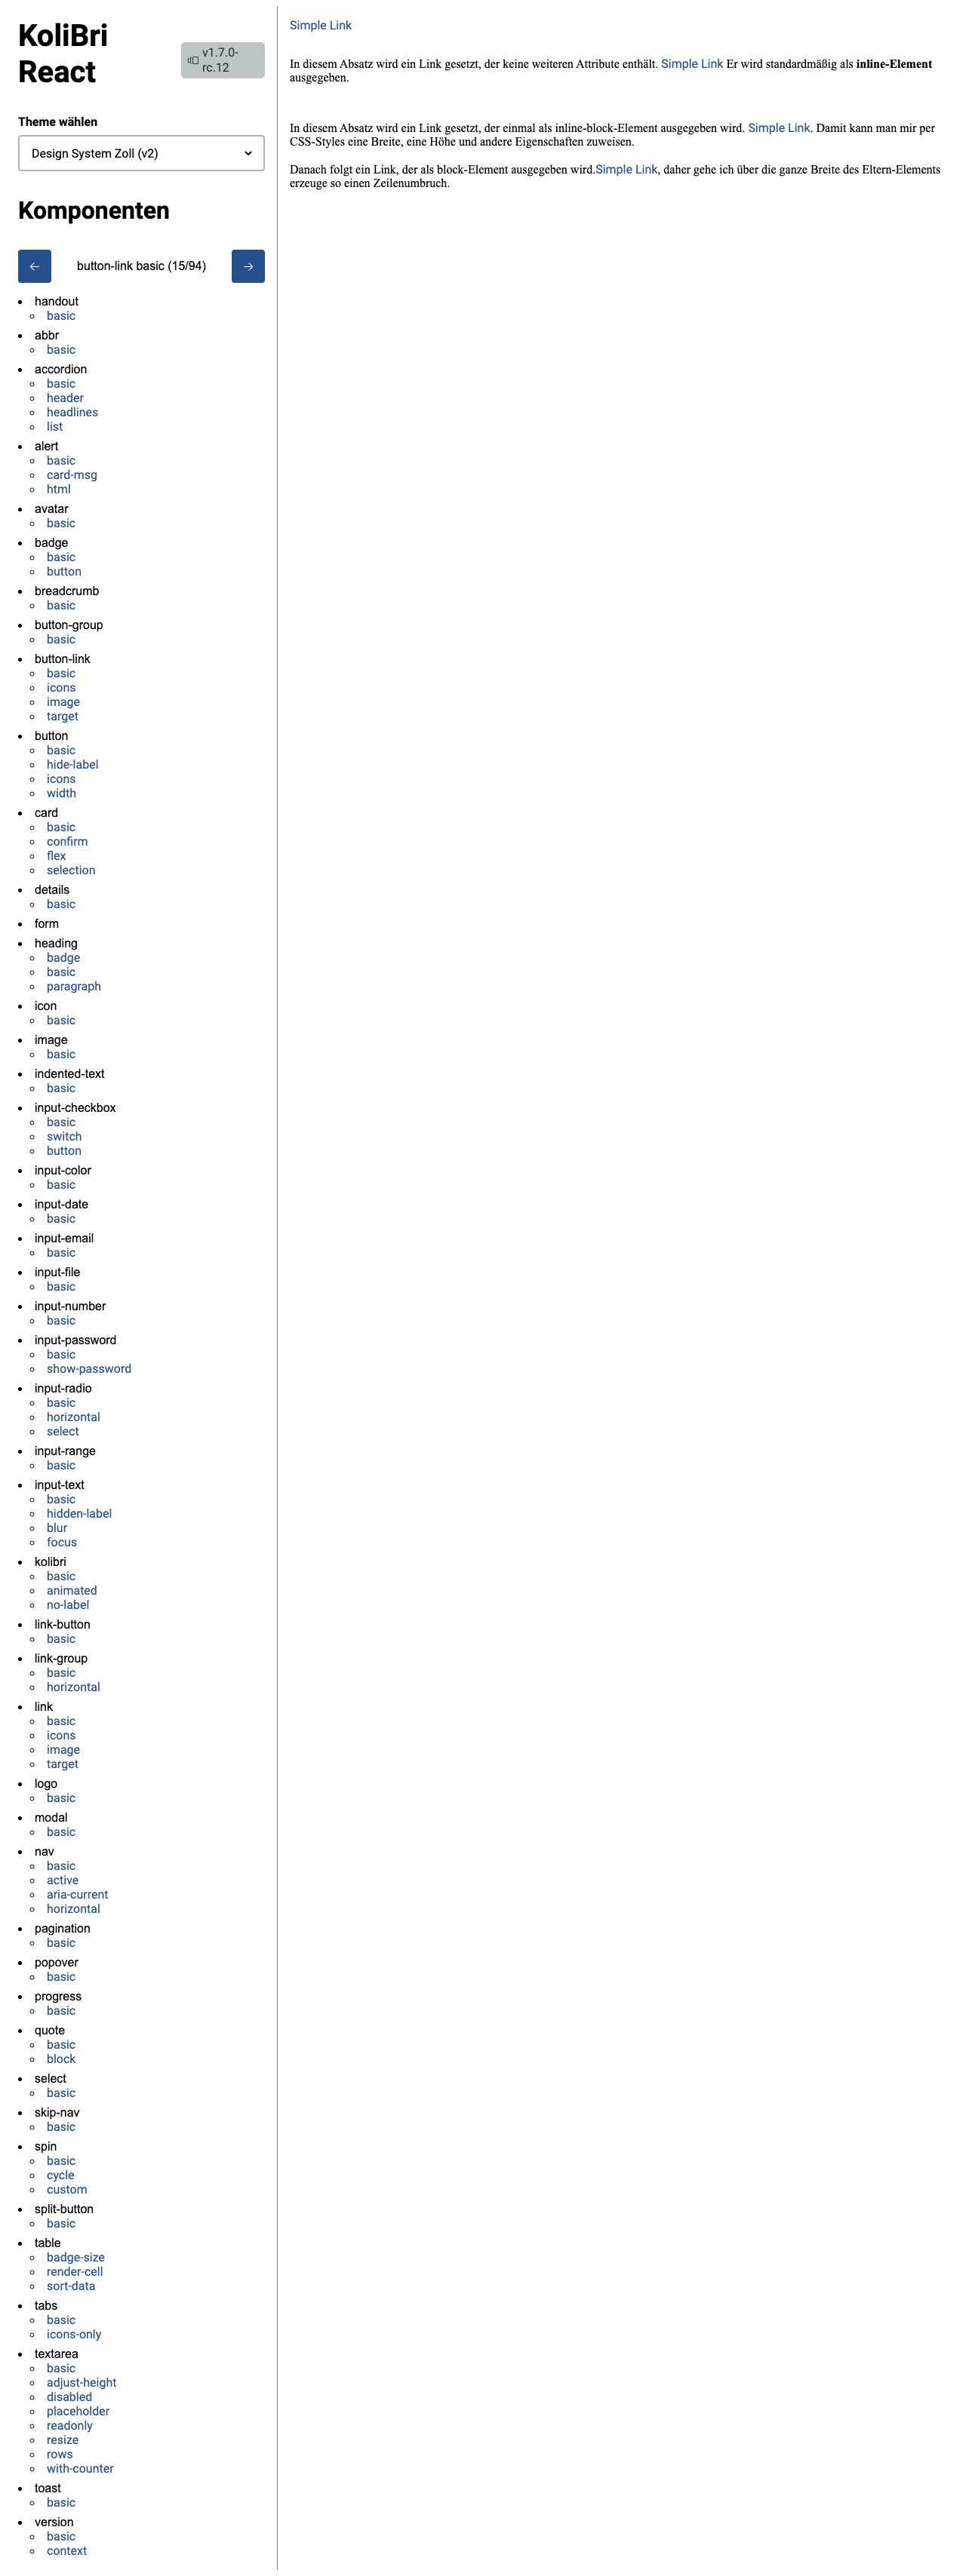 KoliBri
React
v1.7.0-
rc.12
Theme wählen
Design System Zoll (v2)
Komponenten
← button-link basic (15/94) →
handout
basic
abbr
basic
accordion
basic
header
headlines
list
alert
basic
card-msg
html
avatar
basic
badge
basic
button
breadcrumb
basic
button-group
basic
button-link
basic
icons
image
target
button
basic
hide-label
icons
width
card
basic
confirm
flex
selection
details
basic
form
heading
badge
basic
paragraph
icon
basic
image
basic
indented-text
basic
input-checkbox
basic
switch
button
input-color
basic
input-date
basic
input-email
basic
input-file
basic
input-number
basic
input-password
basic
show-password
input-radio
basic
horizontal
select
input-range
basic
input-text
basic
hidden-label
blur
focus
kolibri
basic
animated
no-label
link-button
basic
link-group
basic
horizontal
link
basic
icons
image
target
logo
basic
modal
basic
nav
basic
active
aria-current
horizontal
pagination
basic
popover
basic
progress
basic
quote
basic
block
select
basic
skip-nav
basic
spin
basic
cycle
custom
split-button
basic
table
badge-size
render-cell
sort-data
tabs
basic
icons-only
textarea
basic
adjust-height
disabled
placeholder
readonly
resize
rows
with-counter
toast
basic
version
basic
context
Simple Link
In diesem Absatz wird ein Link gesetzt, der keine weiteren Attribute enthält. Simple Link Er wird standardmäßig als inline-Element
ausgegeben.
In diesem Absatz wird ein Link gesetzt, der einmal als inline-block-Element ausgegeben wird. Simple Link. Damit kann man mir per
CSS-Styles eine Breite, eine Höhe und andere Eigenschaften zuweisen.
Danach folgt ein Link, der als block-Element ausgegeben wird.Simple Link, daher gehe ich über die ganze Breite des Eltern-Elements
erzeuge so einen Zeilenumbruch.